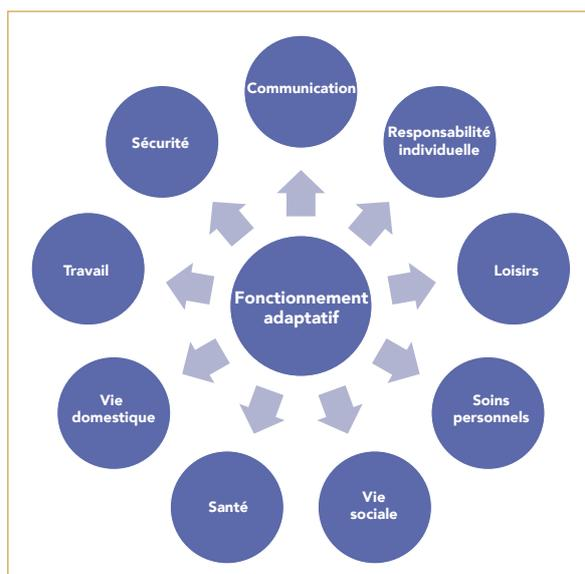 Communication
Responsabilité
individuelle
Loisirs
Soins
personnels
Vie
sociale
Santé
Vie
domestique
Travail
Sécurité
Fonctionnement
adaptatif